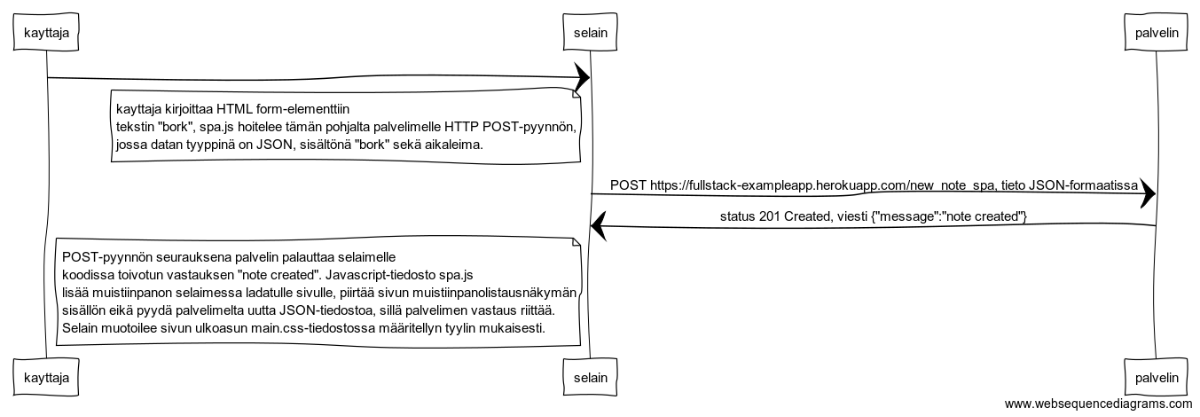 kayttaja selain palvelin
kayttaja kirjoittaa HTML form-elementtiin
tekstin "bork", spa.js hoitelee tämän pohjalta palvelimelle HTTP POST-pyynnön,
jossa datan tyyppinä on JSON, sisältönä "bork" sekä aikaleima.
POST https://fullstack-exampleapp.herokuapp.com/new_note_spa, tieto JSON-formaatissa
status 201 Created, viesti {"message":"note created"}
POST-pyynnön seurauksena palvelin palauttaa selaimelle
koodissa toivotun vastauksen "note created". Javascript-tiedosto spa.js
lisää muistiinpanon selaimessa ladatulle sivulle, piirtää sivun muistiinpanolistausnäkymän
sisällön eikä pyydä palvelimelta uutta JSON-tiedostoa, sillä palvelimen vastaus riittää.
Selain muotoilee sivun ulkoasun main.css-tiedostossa määritellyn tyylin mukaisesti.
kayttaja selain palvelin
www.websequencediagrams.com